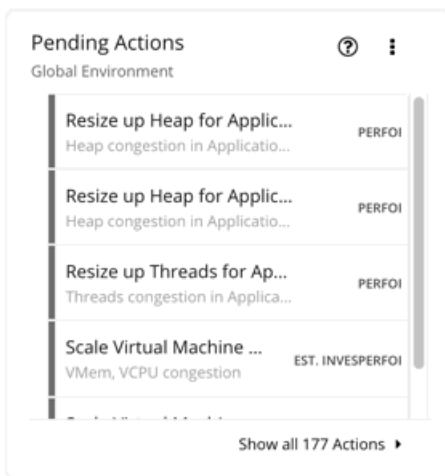 Pending Actions
Global Environment
Resize up Heap for Applic...
Heap congestion in Applicatio...
PERFOI
Resize up Heap for Applic...
Heap congestion in Applicatio...
PERFOI
Resize up Threads for Ap...
Threads congestion in Applica...
PERFOI
Scale Virtual Machine ...
VMem, VCPU congestion
EST. INVESPERFOI
Show all 177 Actions